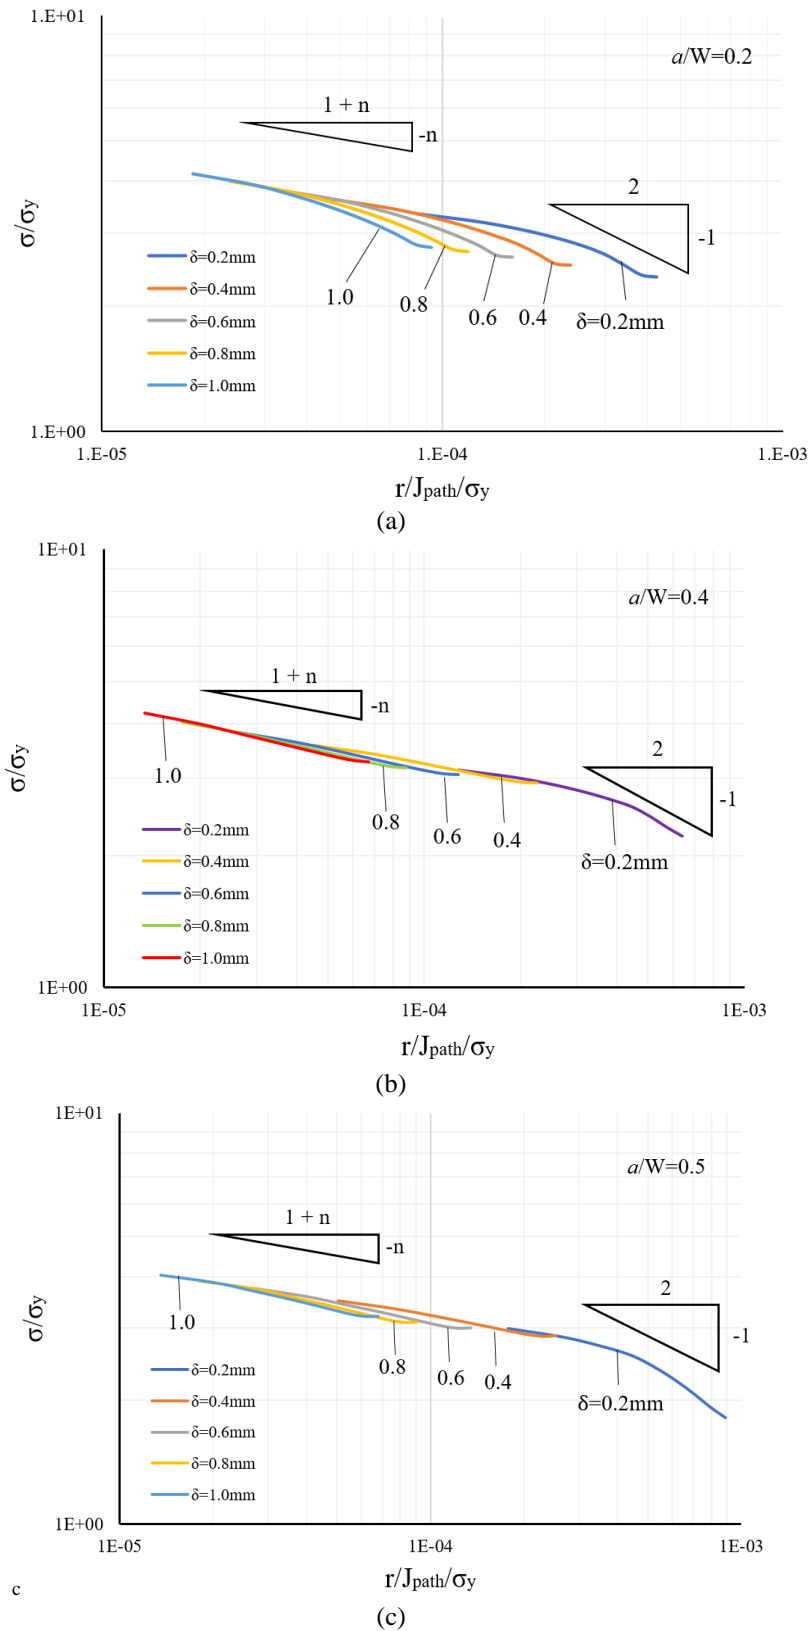 1.E+01
a/W=0.2
1 + n
-n
2
-1
σ/σy
δ=0.2mm
δ=0.4mm
δ=0.6mm
δ=0.8mm
δ=1.0mm
1.0
0.8
0.6
0.4
δ=0.2mm
1.E+00
1.E-05
1.E-04
1.E-03
r/Jpath/σy
(a)
1E+01
a/W=0.4
1 + n
-n
2
-1
σ/σy
1.0
0.8
0.6
0.4
δ=0.2mm
δ=0.2mm
δ=0.4mm
δ=0.6mm
δ=0.8mm
δ=1.0mm
1E+00
1E-05
1E-04
1E-03
r/Jpath/σy
(b)
1E+01
a/W=0.5
1 + n
-n
2
-1
σ/σy
1.0
0.8
0.6
0.4
δ=0.2mm
δ=0.2mm
δ=0.4mm
δ=0.6mm
δ=0.8mm
δ=1.0mm
1E+00
1E-05
1E-04
1E-03
r/Jpath/σy
c
(c)